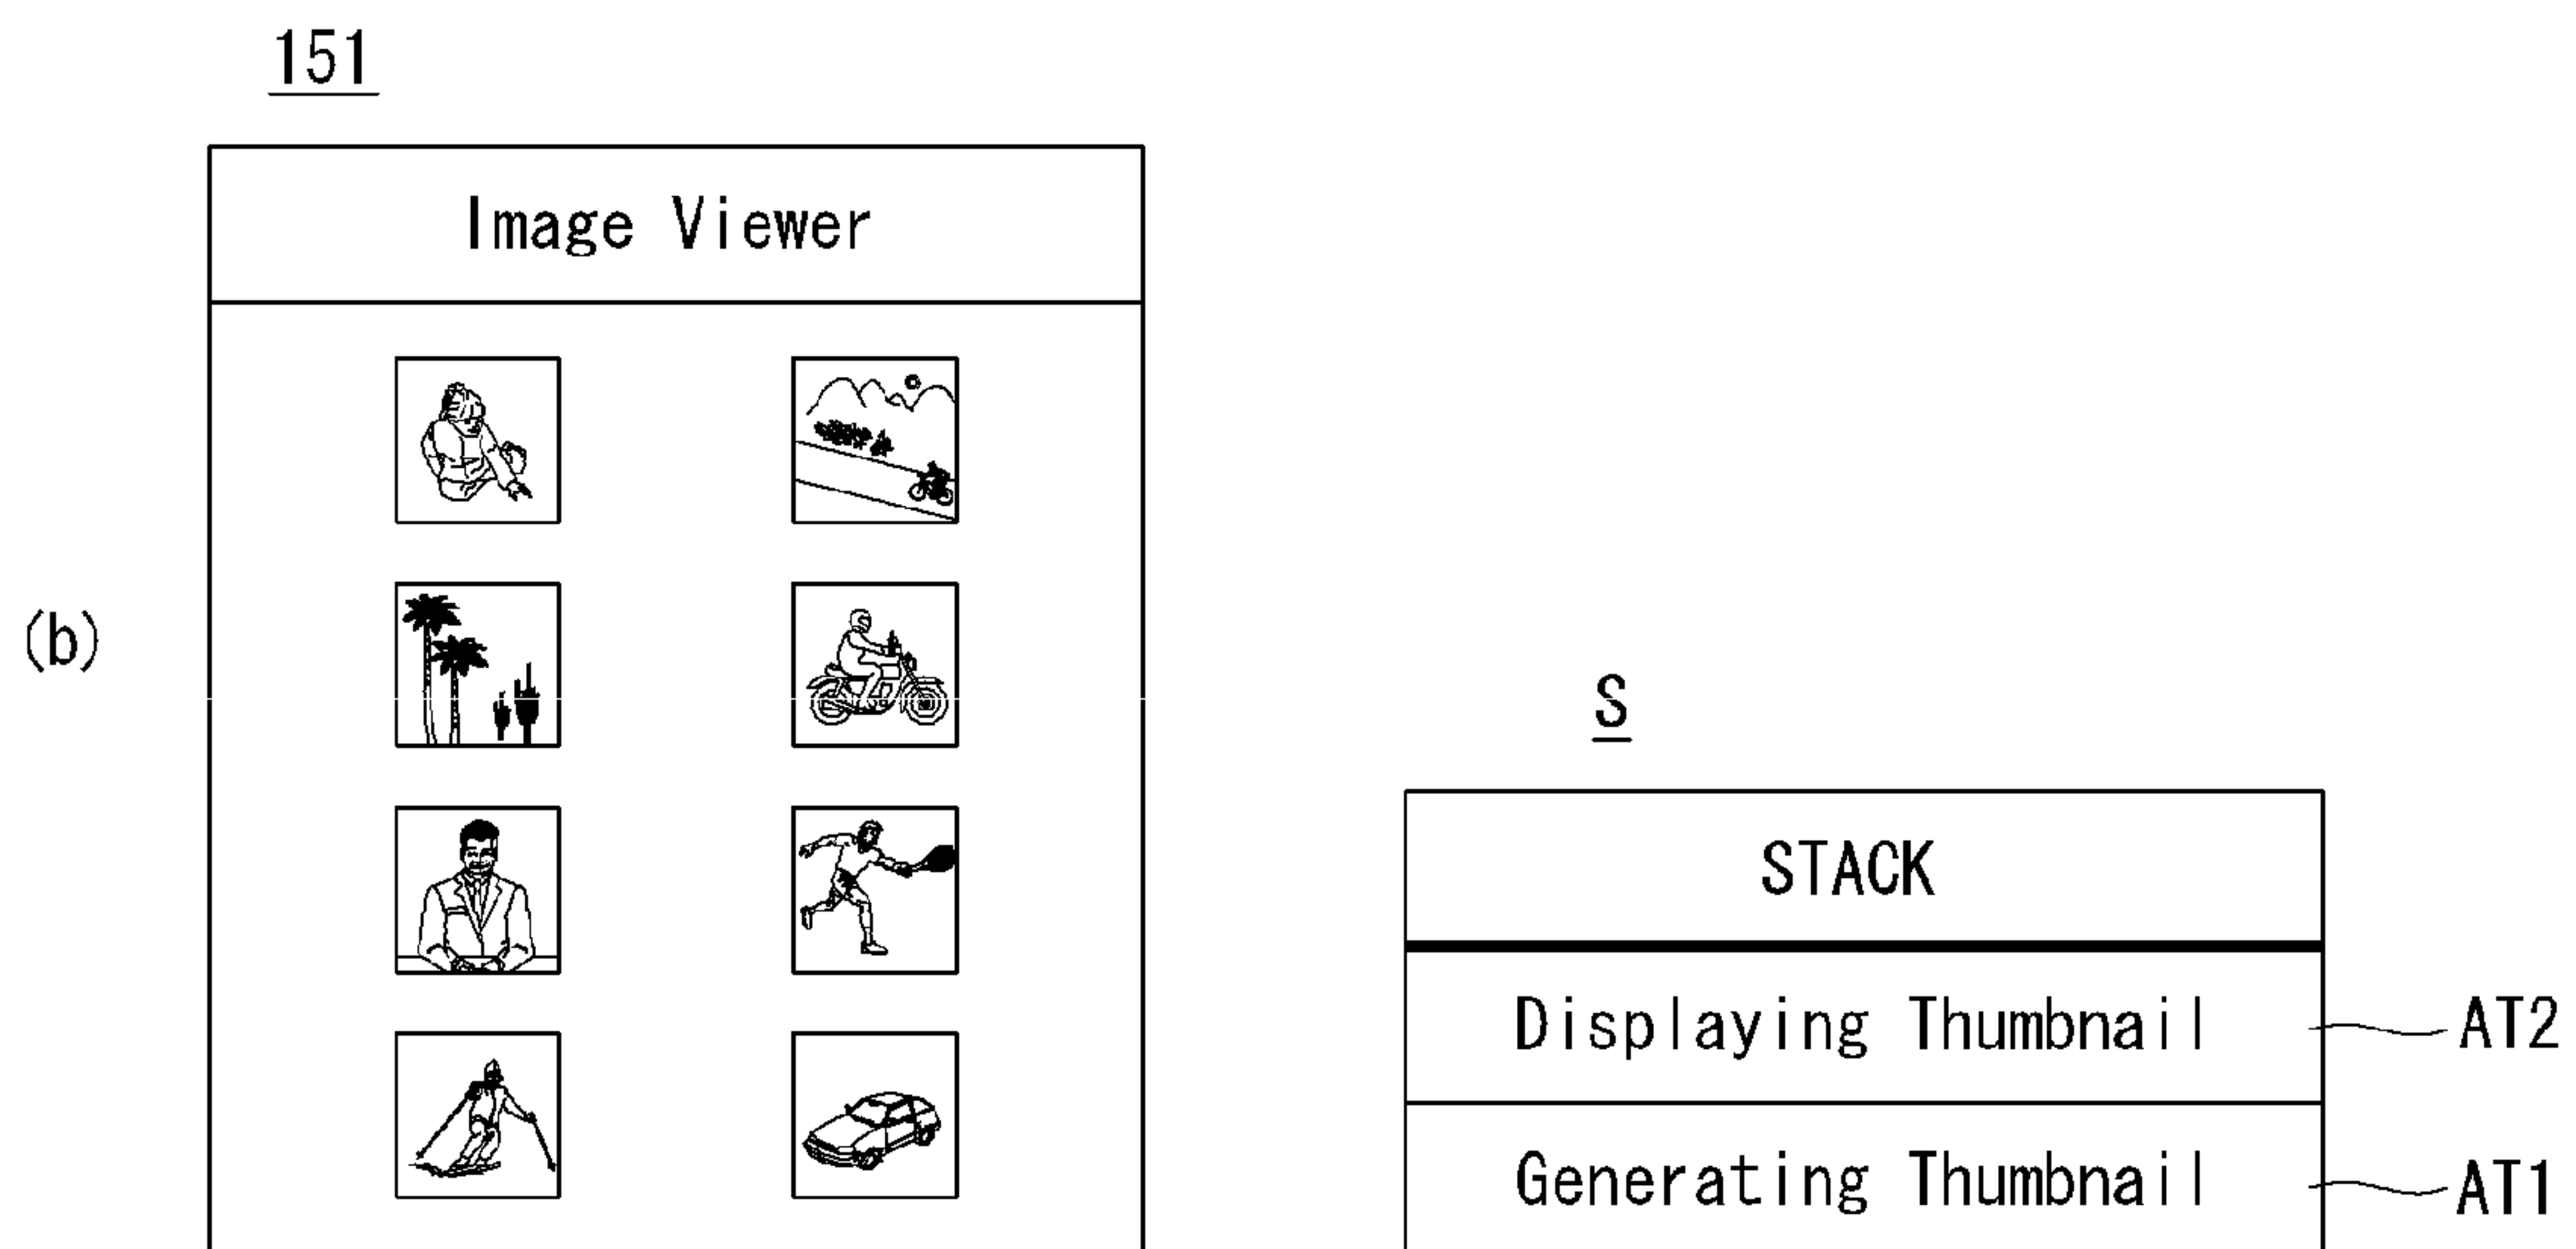 151
Image Viewer
(b)
S
STACK
Displaying Thumbnail
AT2
Generating Thumbnail
AT1